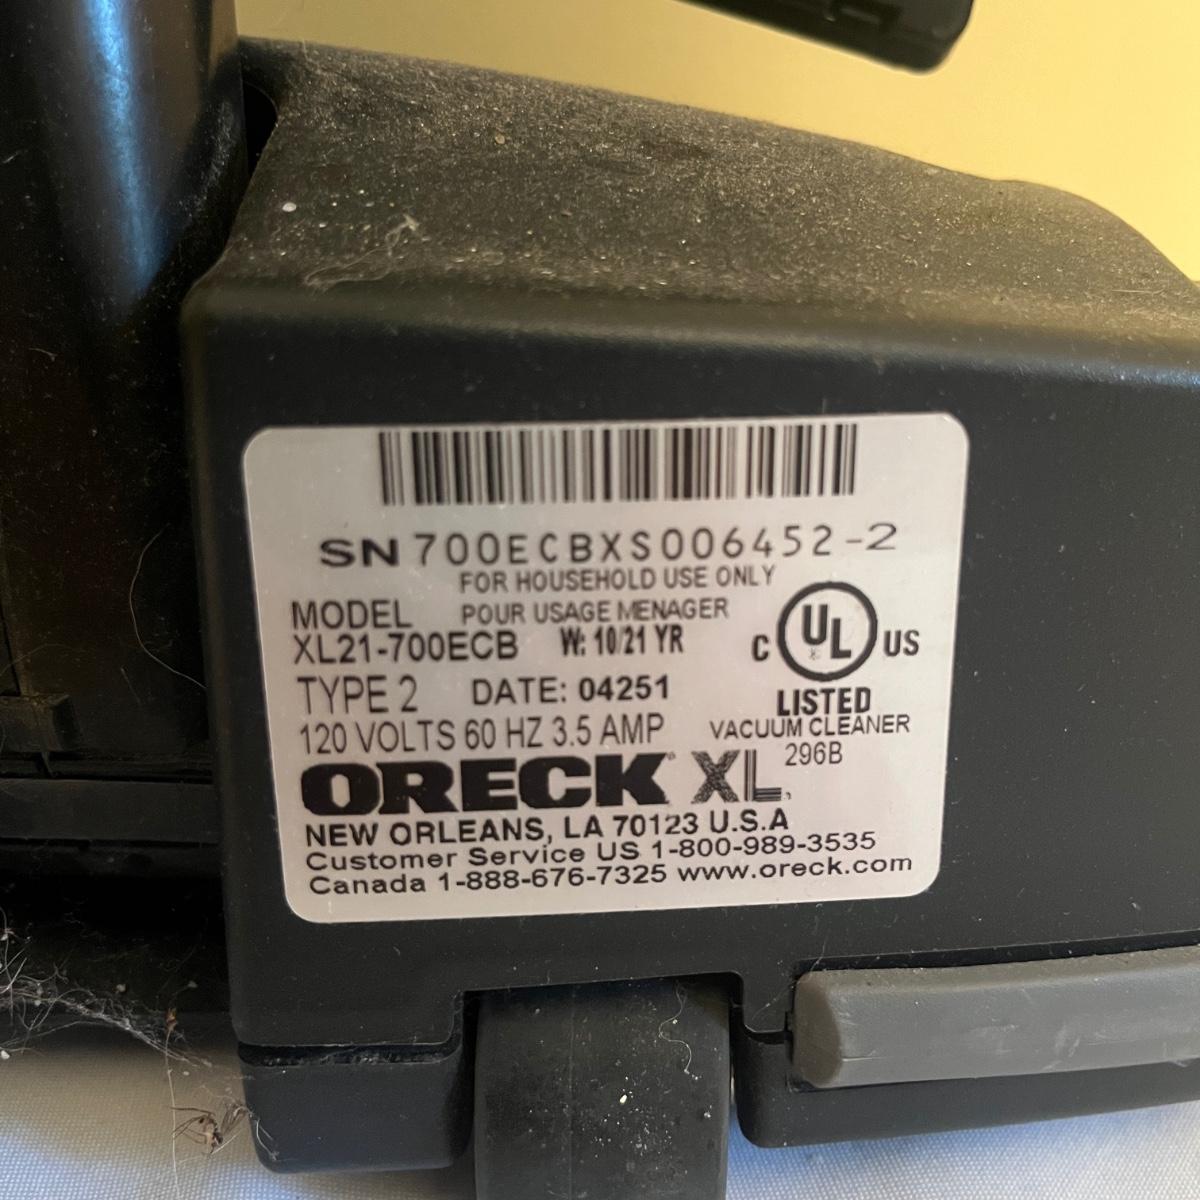 SN 700ECBXS006452-2
FOR HOUSEHOLD USE ONLY
MODEL POUR USAGE MENAGER
XL21-700ECB W: 10/21 YR
C UL US
TYPE 2 DATE: 04251
LISTED
120 VOLTS 60 HZ 3.5 AMP VACUUM CLEANER
296B
ORECK XL
NEW ORLEANS, LA 70123 U.S.A
Customer Service US 1-800-989-3535
Canada 1-888-676-7325 www.oreck.com